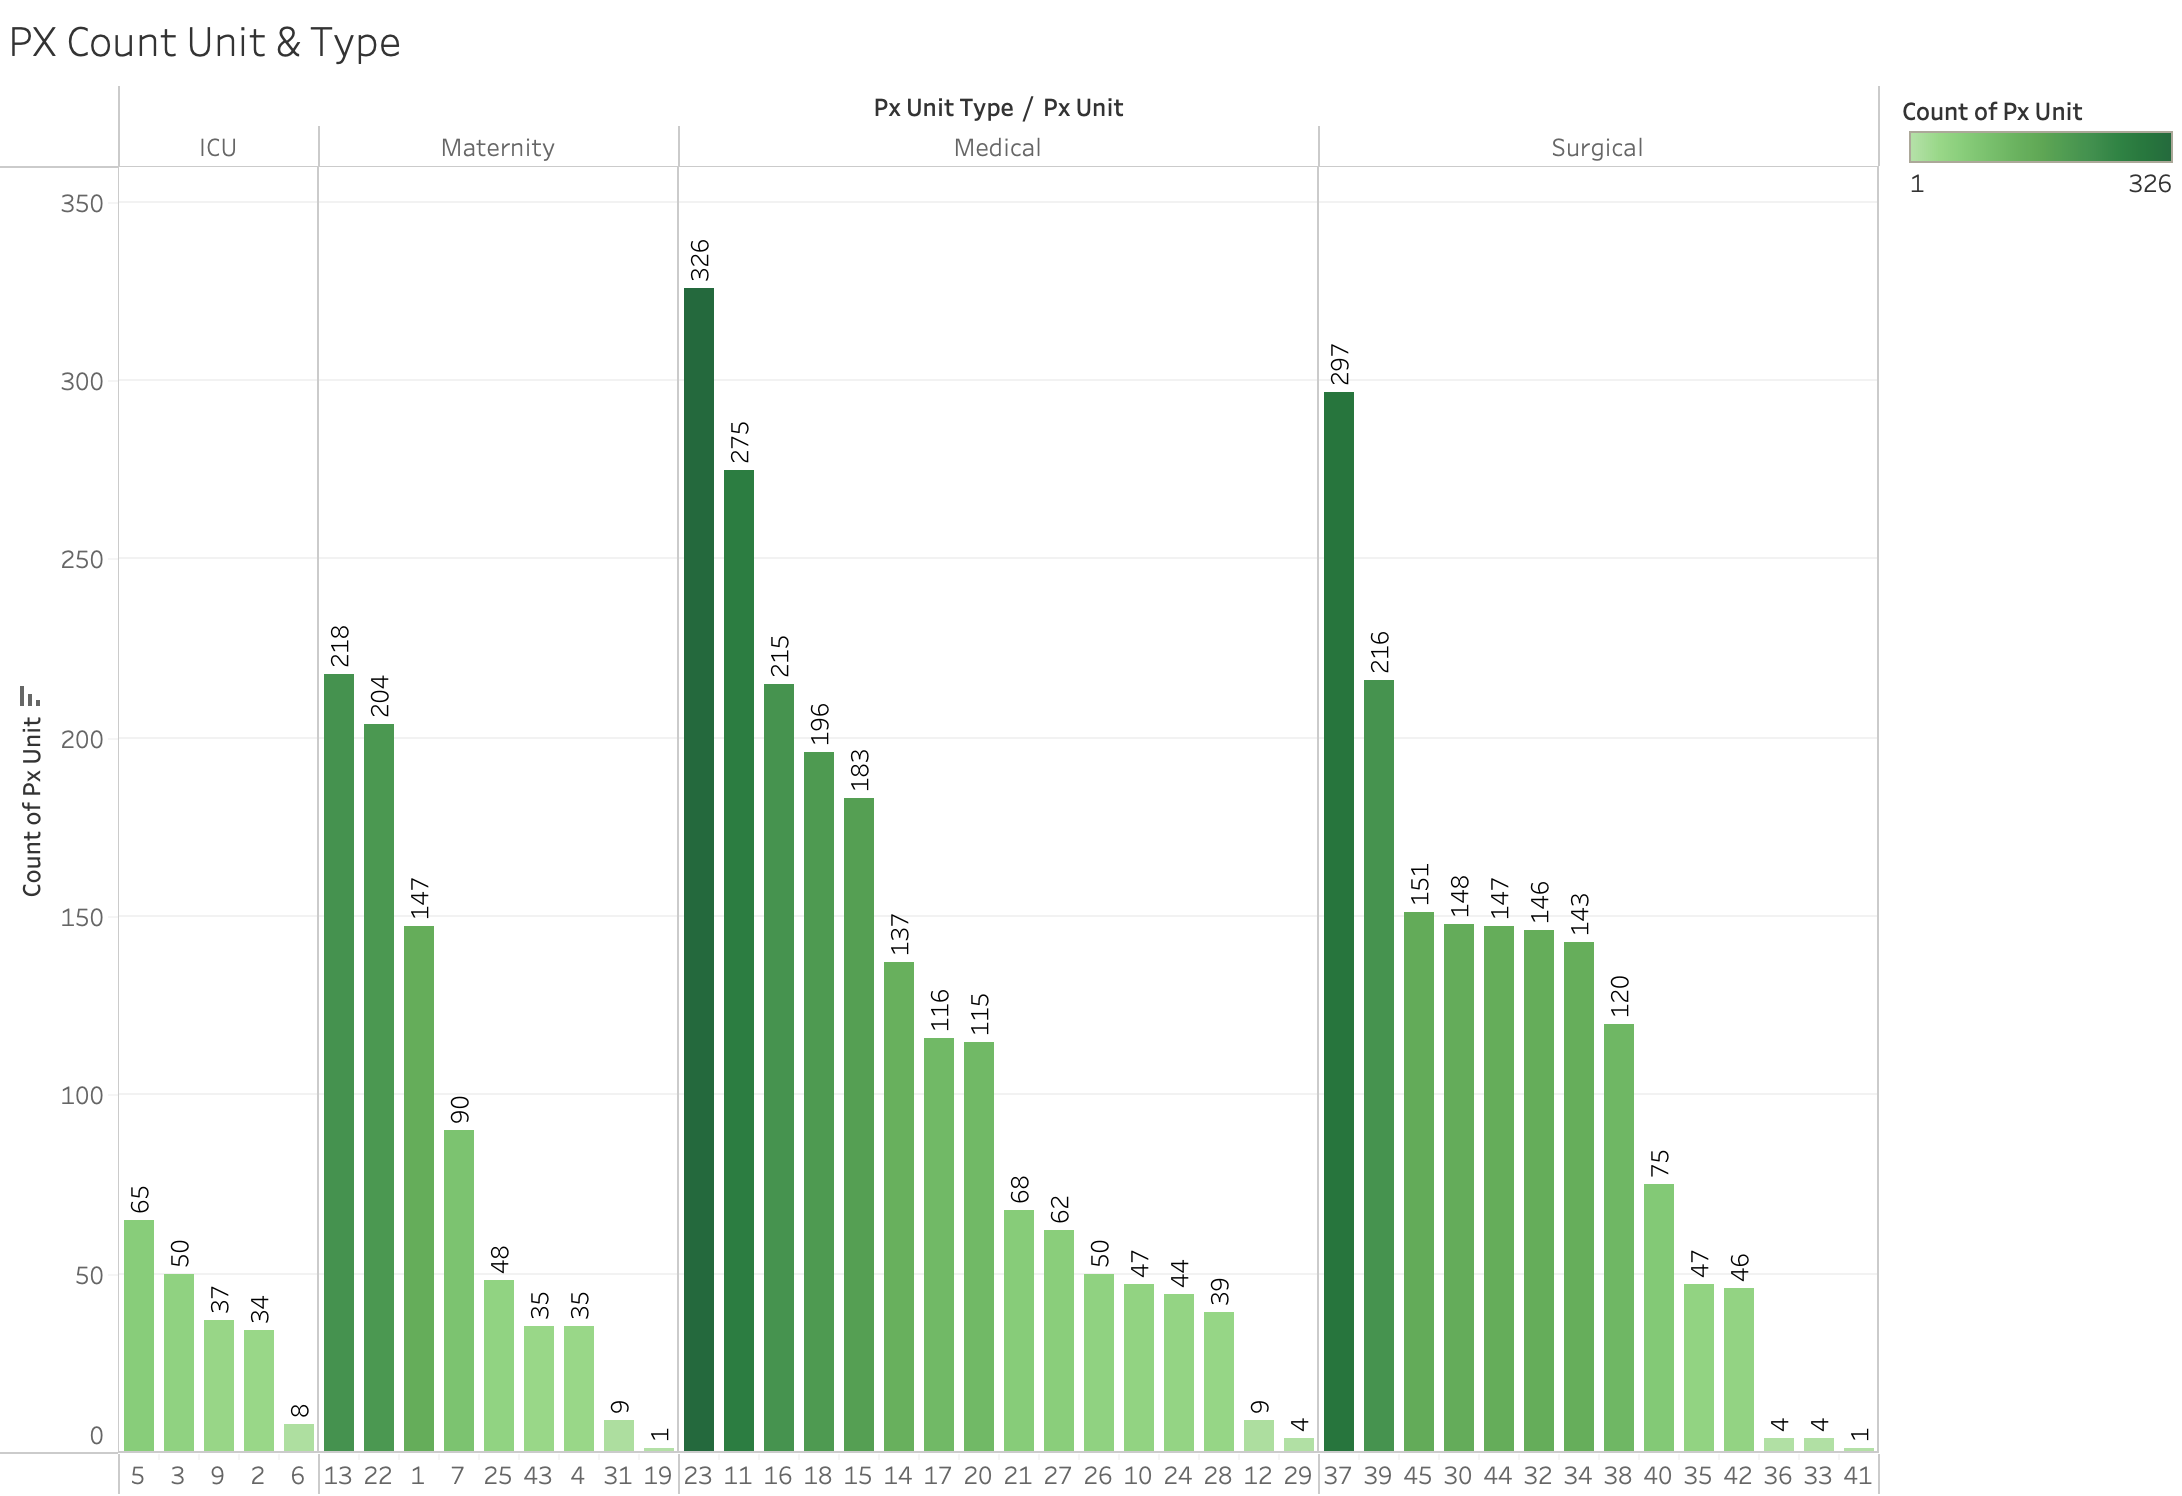 PX Count Unit & Type
Px Unit Type / Px Unit
ICU Maternity Medical Surgical
Count of Px Unit
1 326
Count of Px Unit
350
300
250
200
150
100
50
0
65 50 37 34 8 218 204 147 90 48 35 35 9 1 326 275 215 196 183 137 116 115 68 62 50 47 44 39 9 4 297 216 151 148 147 146 143 120 75 47 46 4 4 1
5 3 9 2 6 13 22 1 7 25 43 4 31 19 23 11 16 18 15 14 17 20 21 27 26 10 24 28 12 29 37 39 45 30 44 32 34 38 40 35 42 36 33 41